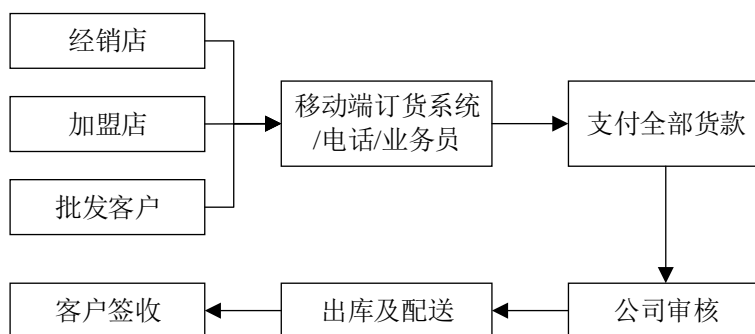 经销店
加盟店
批发客户
移动端订货系统
/电话/业务员
支付全部货款
公司审核
出库及配送
客户签收